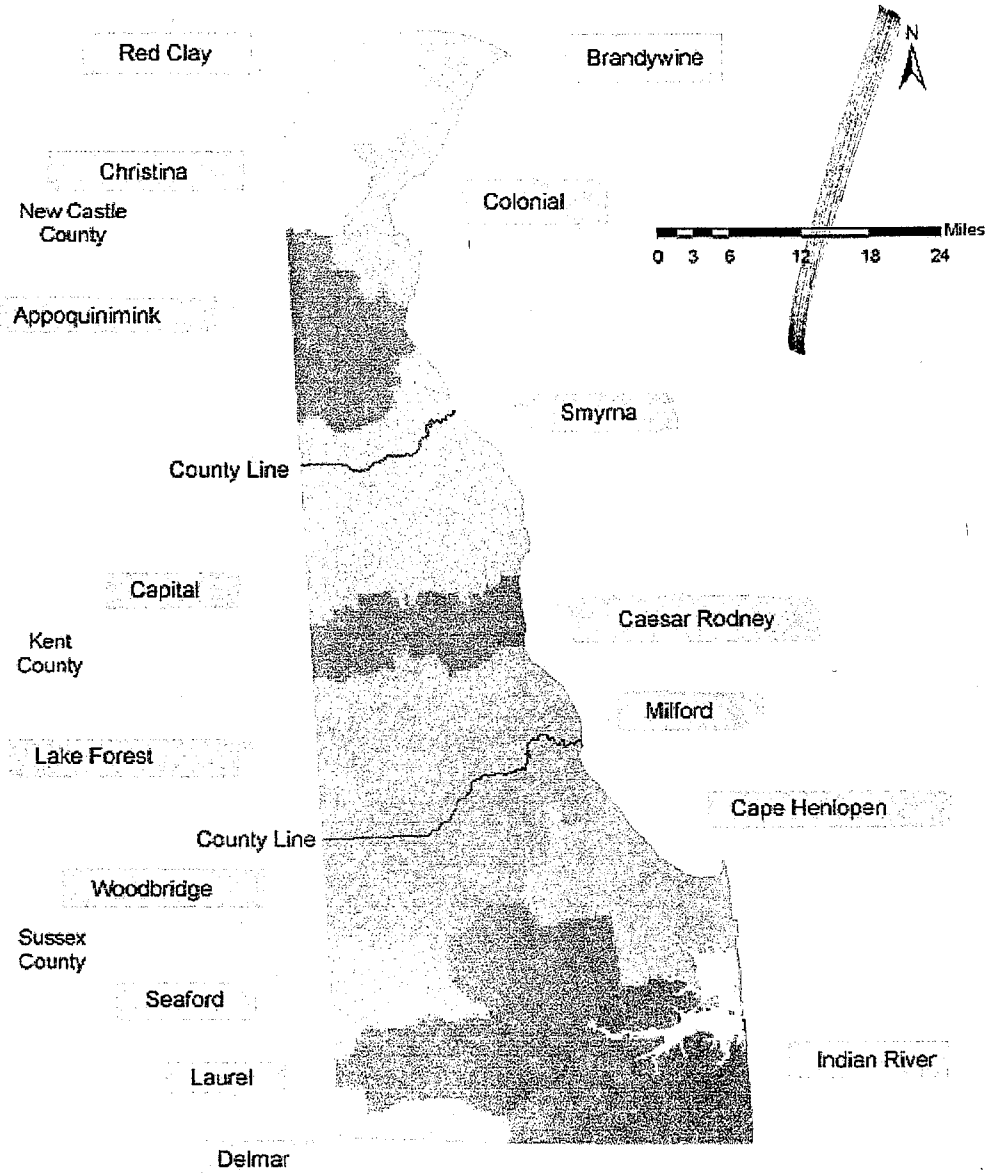 Red Clay
Brandywine
N
Christina
New Castle
County
Colonial
Miles
0 3 6 12 18 24
Appoquinimink
Smyrna
County Line
Capital
Caesar Rodney
Kent
County
Milford
Lake Forest
Cape Henlopen
County Line
Woodbridge
Sussex
County
Seaford
Indian River
Laurel
Delmar